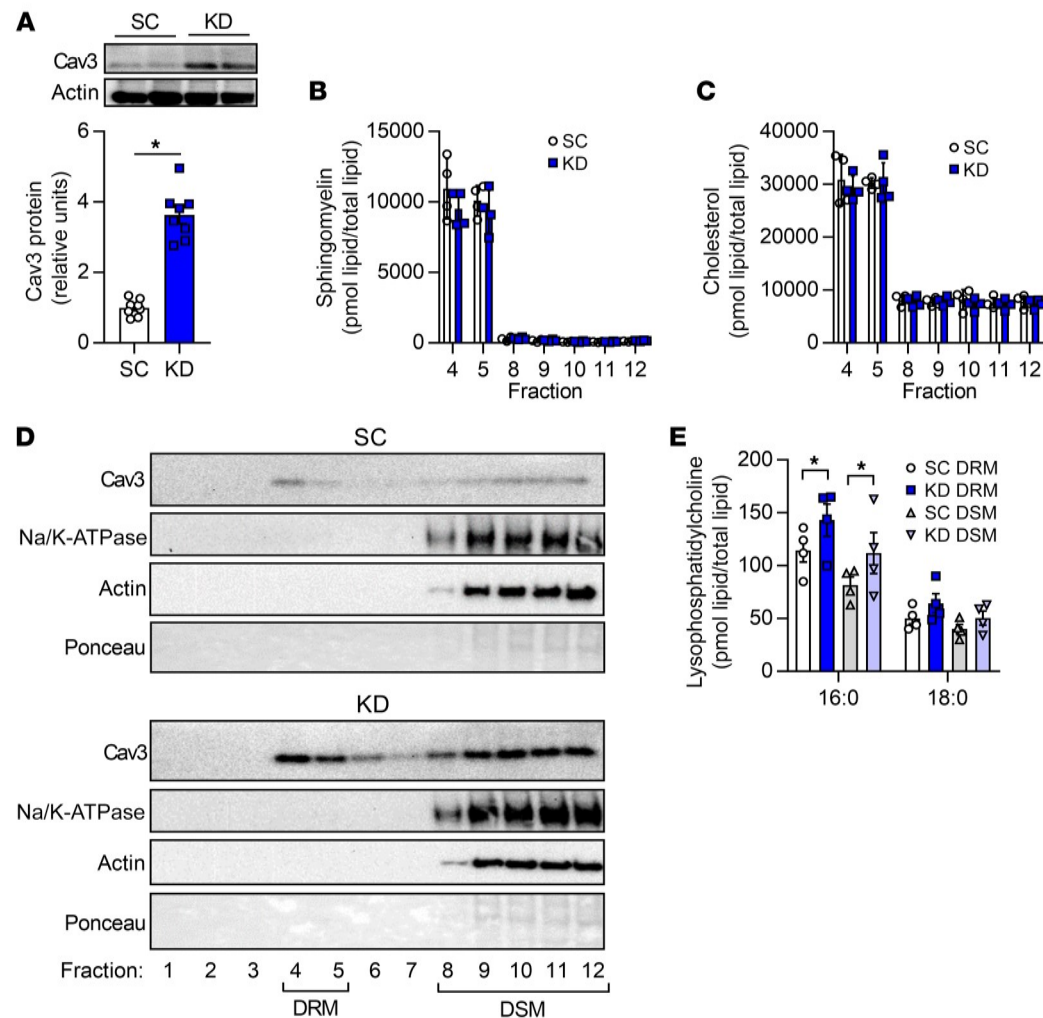 A
SC KD
Cav3
Actin
Cav3 protein
(relative units)
6
4
2
0
*
SC KD
B
Sphingomyelin
(pmol lipid/total lipid)
15000
10000
5000
0
SC
KD
4 5 8 9 10 11 12
Fraction
C
Cholesterol
(pmol lipid/total lipid)
40000
30000
20000
10000
0
SC
KD
4 5 8 9 10 11 12
Fraction
D
SC
Cav3
Na/K-ATPase
Actin
Ponceau
KD
Cav3
Na/K-ATPase
Actin
Ponceau
Fraction: 1 2 3 4 5 6 7 8 9 10 11 12
DRM DSM
E
Lysophosphatidylcholine
(pmol lipid/total lipid)
200
150
100
50
0
* *
SC DRM
KD DRM
SC DSM
KD DSM
16:0 18:0